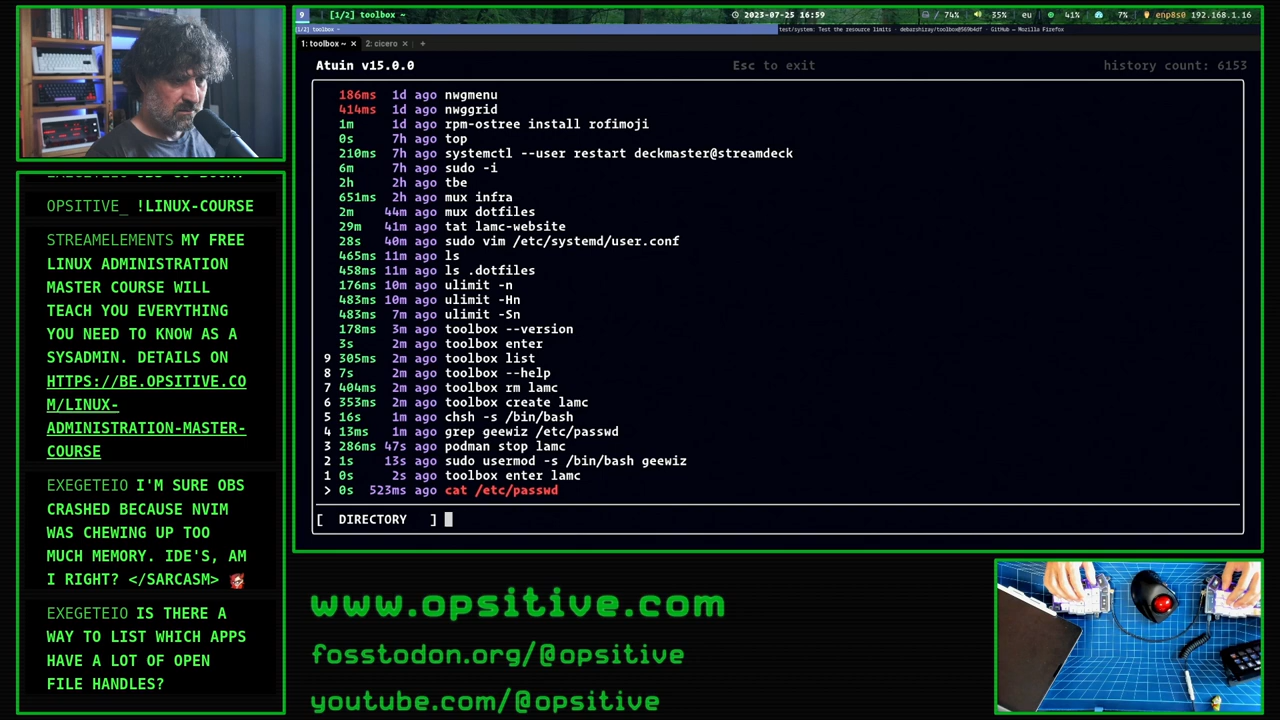 9 [1/2] toolbox ~
2023-07-25 16:59
/ 74% 35% eu 41% 7% enp8s0 192.168.1.16
[1/2] toolbox ~
test/system: Test the resource limits · debarshiray/toolbox@569b4df · GitHub — Mozilla Firefox
1: toolbox ~ × 2: cicero × +
Atuin v15.0.0 Esc to exit history count: 6153
186ms 1d ago nwgmenu
414ms 1d ago nwggrid
1m 1d ago rpm-ostree install rofimoji
0s 7h ago top
210ms 7h ago systemctl --user restart deckmaster@streamdeck
6m 7h ago sudo -i
2h 2h ago tbe
651ms 2h ago mux infra
2m 44m ago mux dotfiles
29m 41m ago tat lamc-website
28s 40m ago sudo vim /etc/systemd/user.conf
465ms 11m ago ls
458ms 11m ago ls .dotfiles
176ms 10m ago ulimit -n
483ms 10m ago ulimit -Hn
483ms 7m ago ulimit -Sn
178ms 3m ago toolbox --version
3s 2m ago toolbox enter
9 305ms 2m ago toolbox list
8 7s 2m ago toolbox --help
7 404ms 2m ago toolbox rm lamc
6 353ms 2m ago toolbox create lamc
5 16s 1m ago chsh -s /bin/bash
4 13ms 1m ago grep geewiz /etc/passwd
3 286ms 47s ago podman stop lamc
2 1s 13s ago sudo usermod -s /bin/bash geewiz
1 0s 2s ago toolbox enter lamc
> 0s 523ms ago cat /etc/passwd
[ DIRECTORY ]
OPSITIVE_ !LINUX-COURSE
STREAMELEMENTS MY FREE
LINUX ADMINISTRATION
MASTER COURSE WILL
TEACH YOU EVERYTHING
YOU NEED TO KNOW AS A
SYSADMIN. DETAILS ON
HTTPS://BE.OPSITIVE.CO
M/LINUX-
ADMINISTRATION-MASTER-
COURSE
EXEGETEIO I'M SURE OBS
CRASHED BECAUSE NVIM
WAS CHEWING UP TOO
MUCH MEMORY. IDE'S, AM
I RIGHT? </SARCASM>
EXEGETEIO IS THERE A
WAY TO LIST WHICH APPS
HAVE A LOT OF OPEN
FILE HANDLES?
www.opsitive.com
fosstodon.org/@opsitive
youtube.com/@opsitive